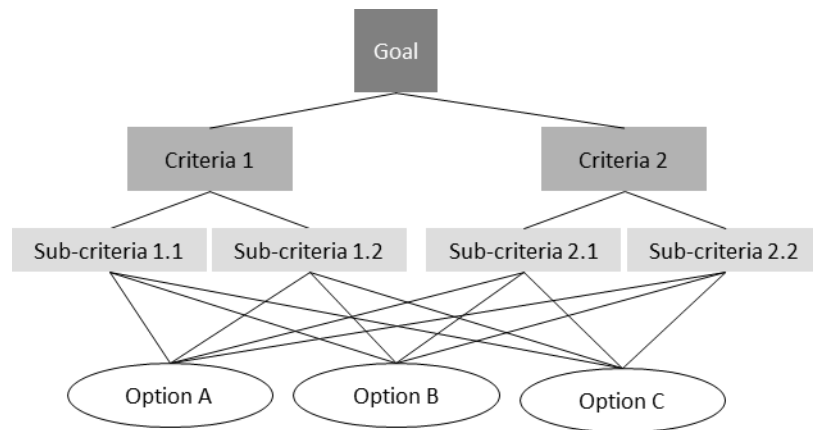 Goal
Criteria 1
Criteria 2
Sub-criteria 1.1
Sub-criteria 1.2
Sub-criteria 2.1
Sub-criteria 2.2
Option A
Option B
Option C